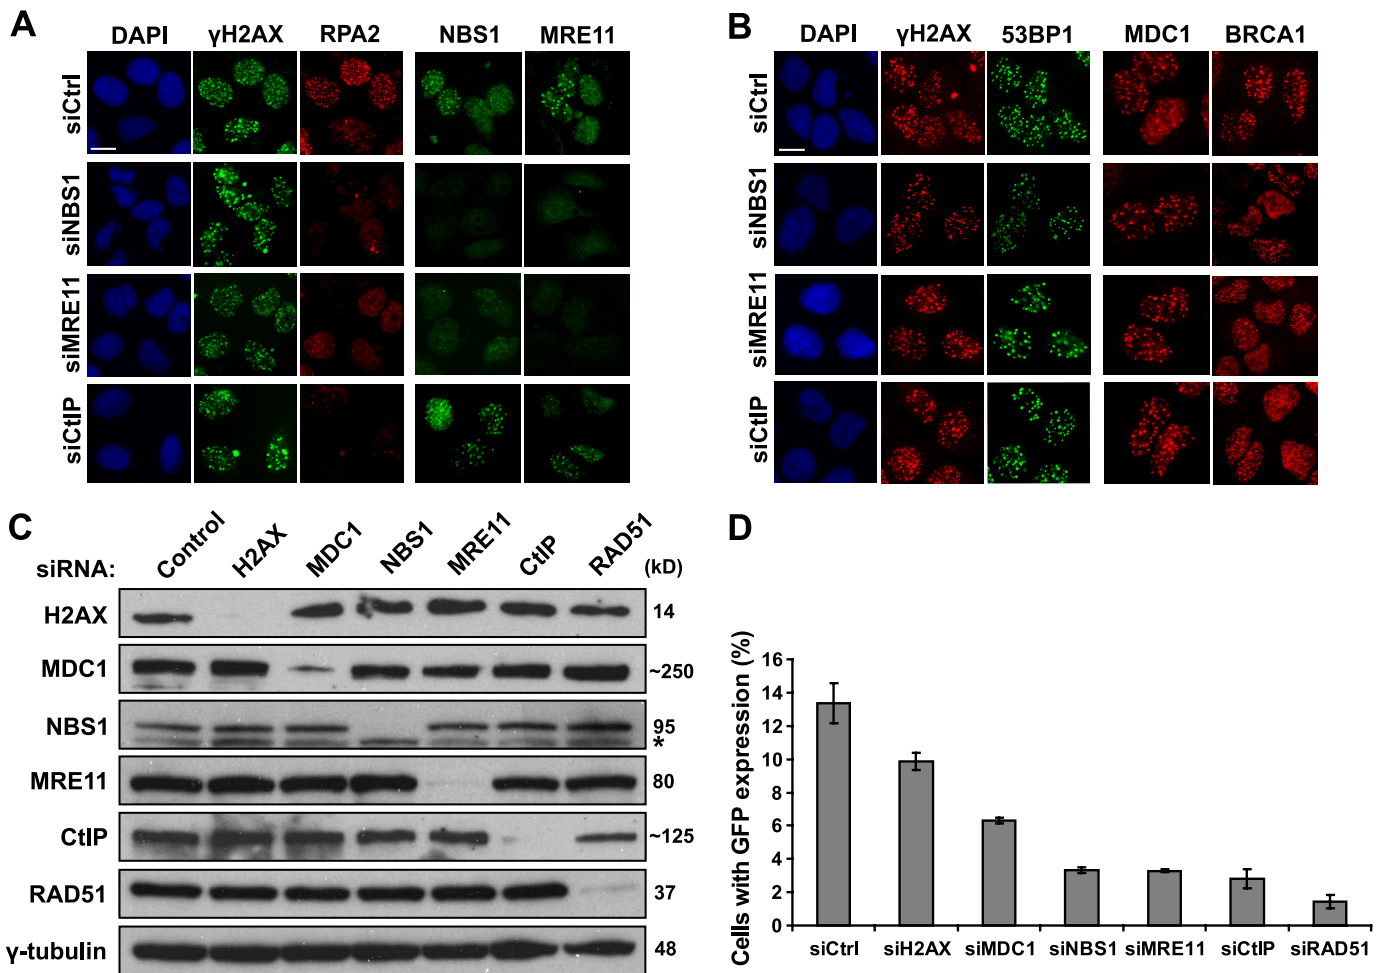 A
DAPI γH2AX RPA2 NBS1 MRE11
siCtrl
siNBS1
siMRE11
siCtIP
B
DAPI γH2AX 53BP1 MDC1 BRCA1
siCtrl
siNBS1
siMRE11
siCtIP
C
siRNA: Control H2AX MDC1 NBS1 MRE11 CtIP RAD51 (kD)
H2AX 14
MDC1 ~250
NBS1 95
*
MRE11 80
CtIP ~125
RAD51 37
γ-tubulin 48
D
Cells with GFP expression (%)
16
14
12
10
8
6
4
2
0
siCtrl siH2AX siMDC1 siNBS1 siMRE11 siCtIP siRAD51